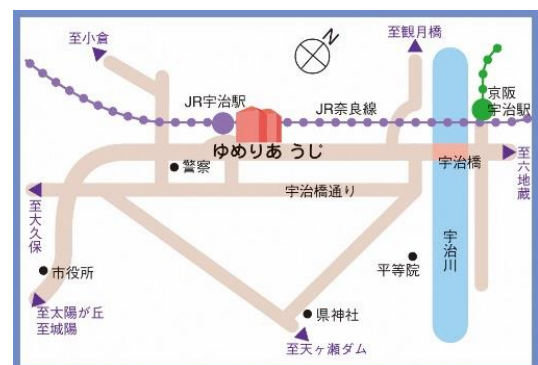 至小倉
N
至観月橋
京阪
宇治駅
JR宇治駅
JR奈良線
ゆめりあ うじ
警察
宇治橋
至六地蔵
宇治橋通り
至大久保
市役所
平等院
宇治川
至太陽が丘
至城陽
県神社
至天ヶ瀬ダム